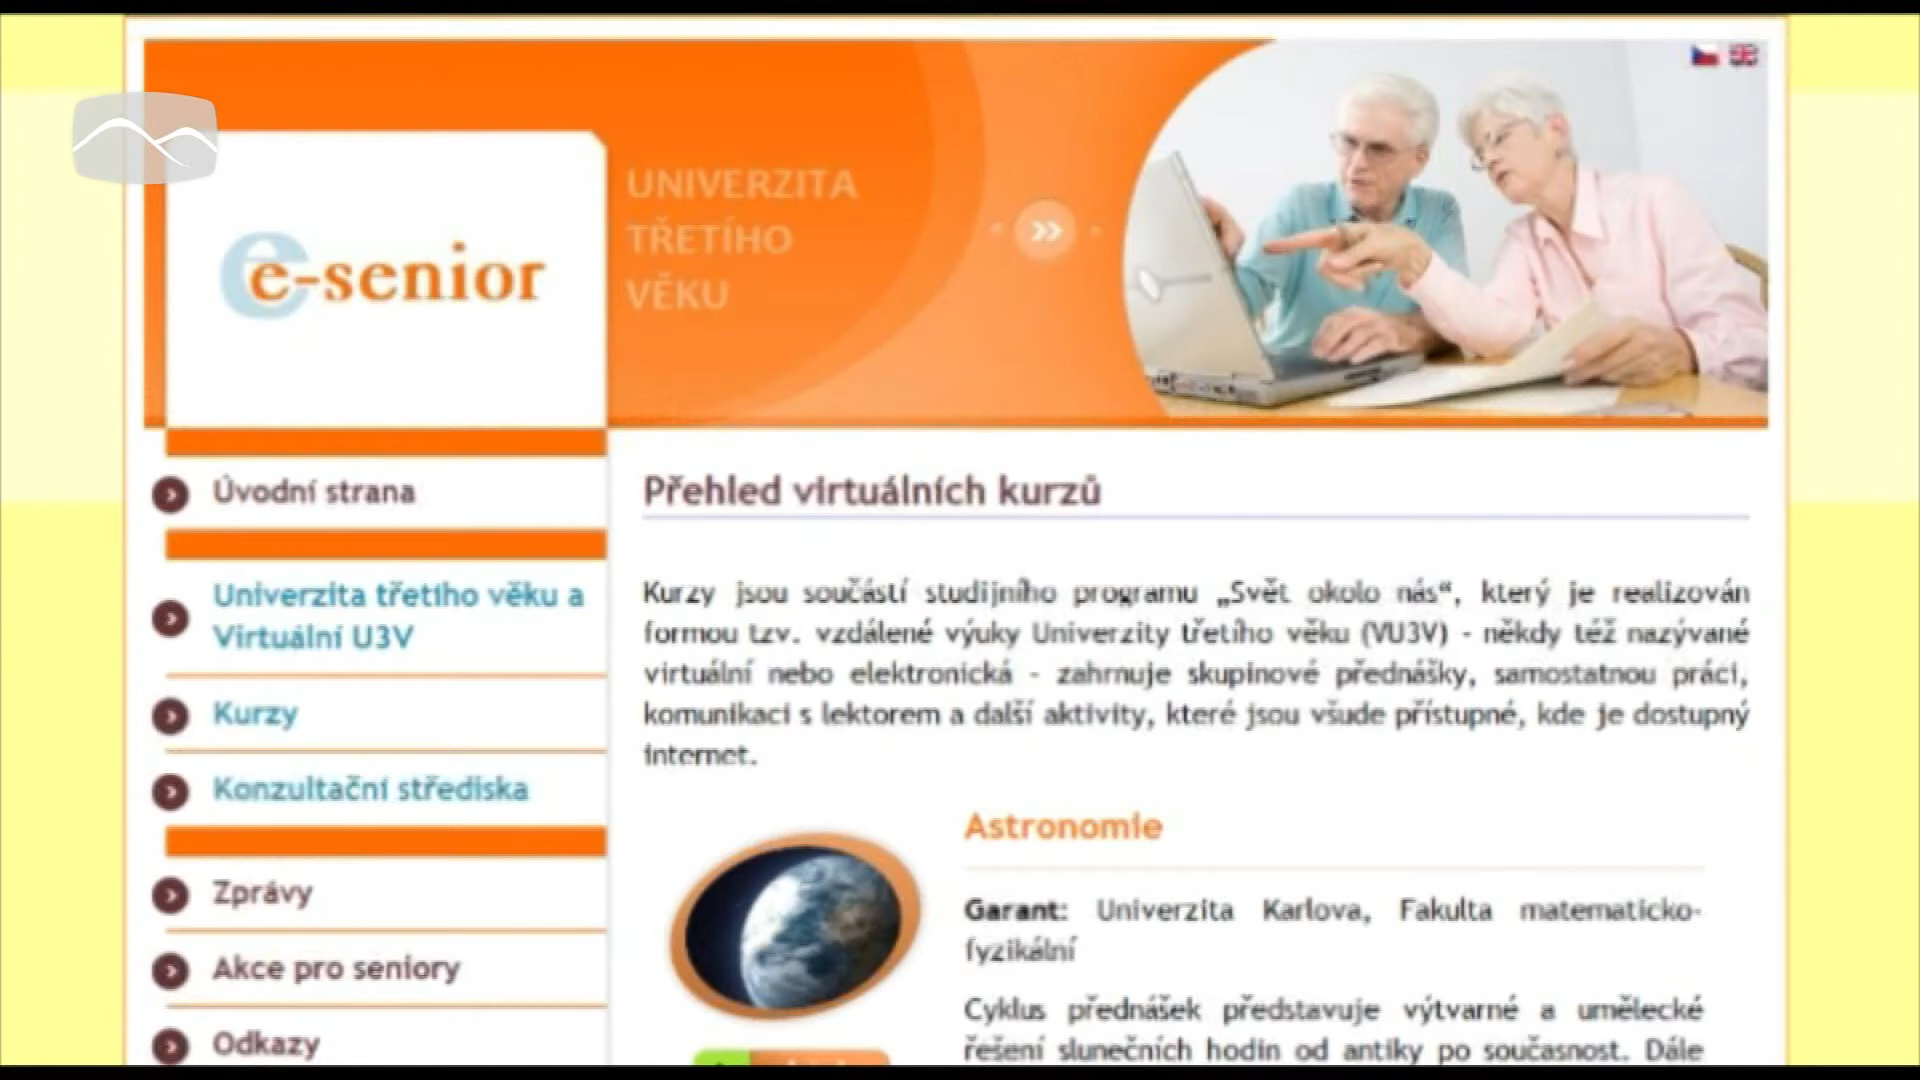 e-senior
UNIVERZITA
TŘETÍHO
VĚKU
Úvodní strana
Univerzita třetího věku a
Virtuální U3V
Kurzy
Konzultační střediska
Zprávy
Akce pro seniory
Odkazy
Přehled virtuálních kurzů
Kurzy jsou součástí studijního programu „Svět okolo nás“, který je realizován
formou tzv. vzdálené výuky Univerzity třetího věku (VU3V) - někdy též nazývané
virtuální nebo elektronická - zahrnuje skupinové přednášky, samostatnou práci,
komunikaci s lektorem a další aktivity, které jsou všude přístupné, kde je dostupný
internet.
Astronomie
Garant: Univerzita Karlova, Fakulta matematicko-
fyzikální
Cyklus přednášek představuje výtvarné a umělecké
řešení slunečních hodin od antiky po současnost. Dále